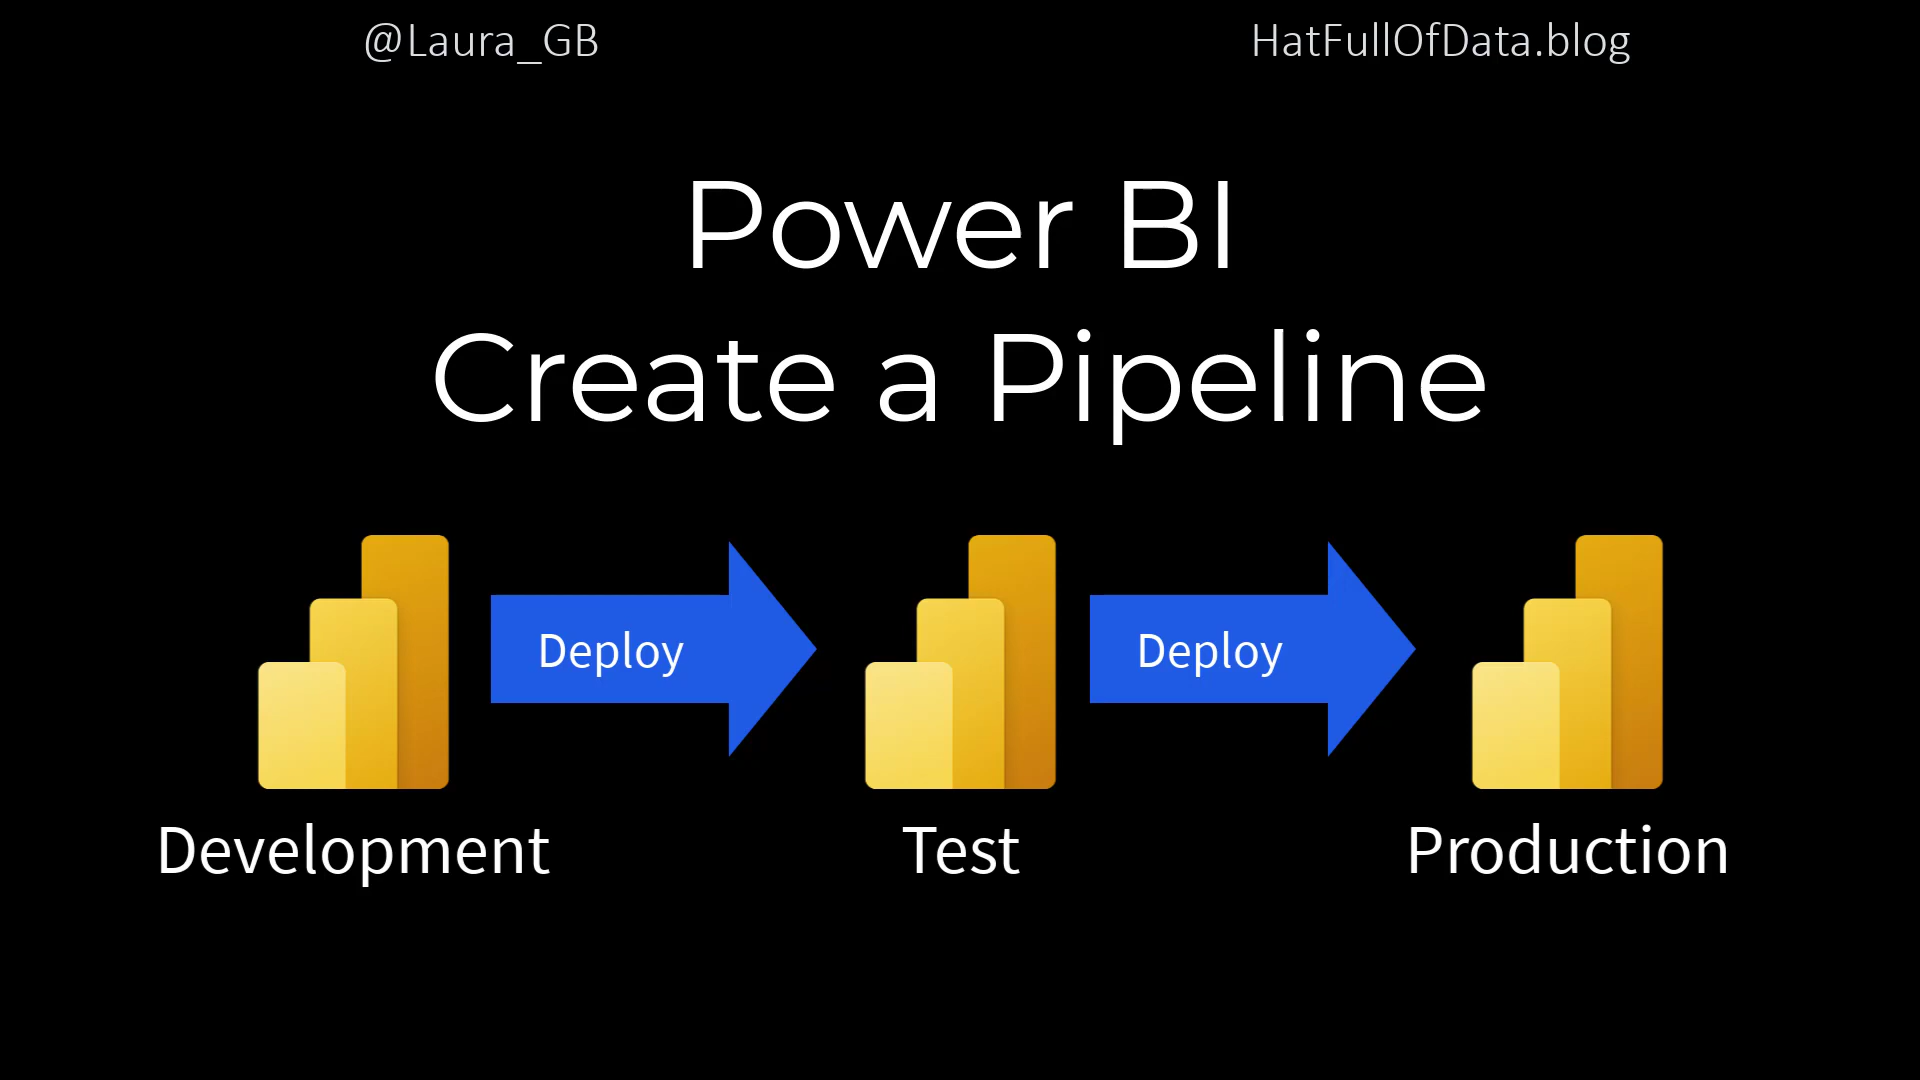 @Laura_GB
HatFullOfData.blog
Power BI
Create a Pipeline
Deploy
Deploy
Development
Test
Production